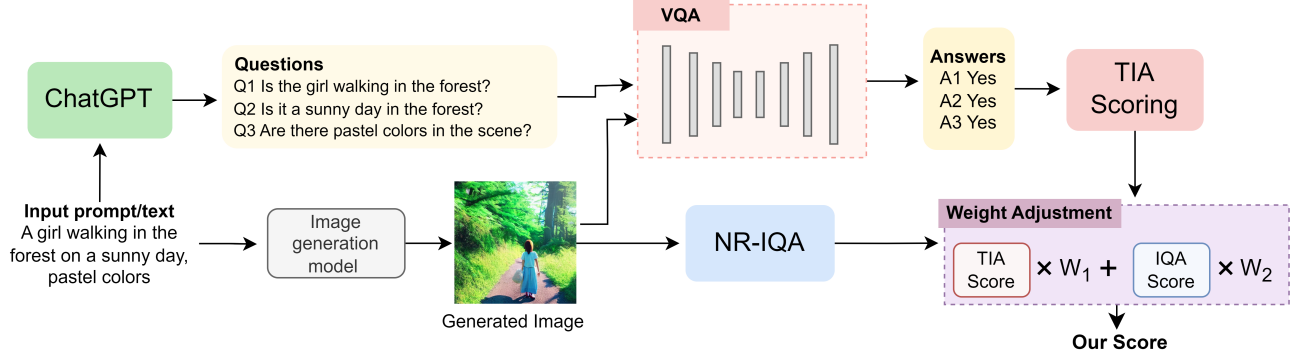 VQA
ChatGPT
Questions
Q1 Is the girl walking in the forest?
Q2 Is it a sunny day in the forest?
Q3 Are there pastel colors in the scene?
Answers
A1 Yes
A2 Yes
A3 Yes
TIA
Scoring
Input prompt/text
A girl walking in the
forest on a sunny day,
pastel colors
Image
generation
model
Generated Image
NR-IQA
Weight Adjustment
TIA
Score
× W1 +
IQA
Score
× W2
Our Score